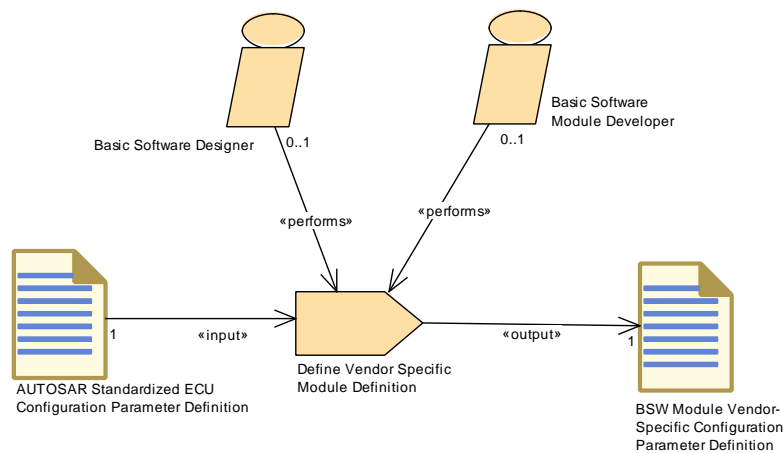 Basic Software Designer
0..1
Basic Software
Module Developer
0..1
«performs»
«performs»
1
«input»
«output»
1
AUTOSAR Standardized ECU
Configuration Parameter Definition
Define Vendor Specific
Module Definition
BSW Module Vendor-
Specific Configuration
Parameter Definition